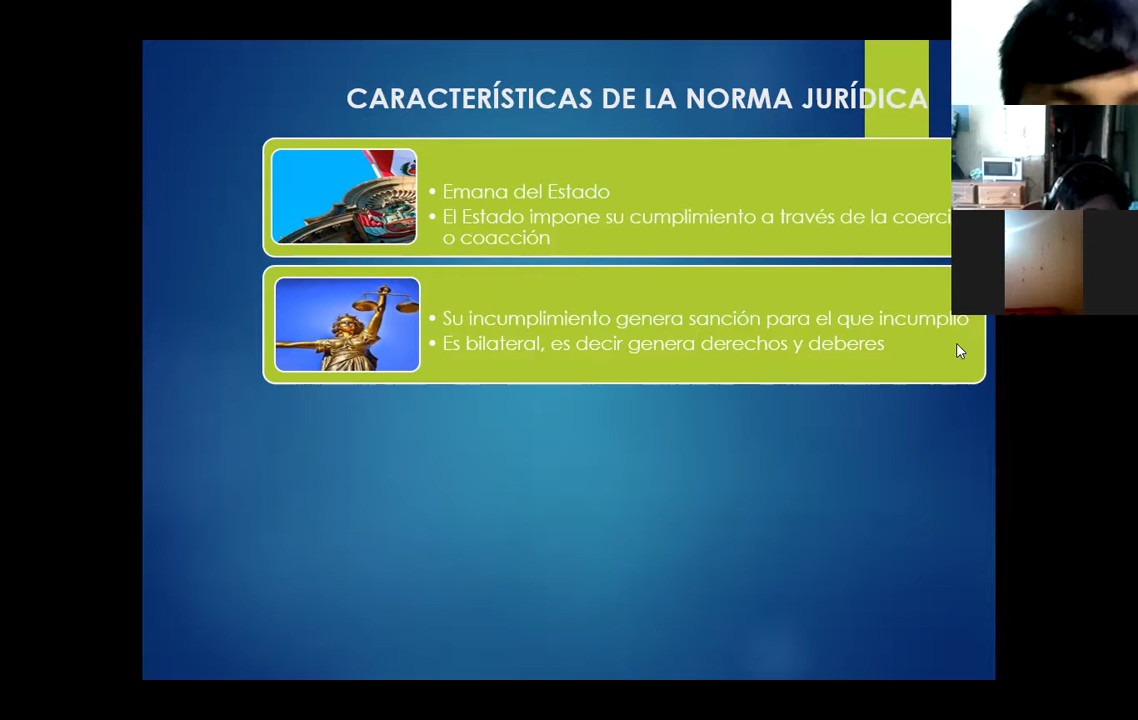 CARACTERÍSTICAS DE LA NORMA JURÍDICA
• Emana del Estado
• El Estado impone su cumplimiento a través de la
o coacción
• Su incumplimiento genera sanción para el que incumplió
• Es bilateral, es decir genera derechos y deberes